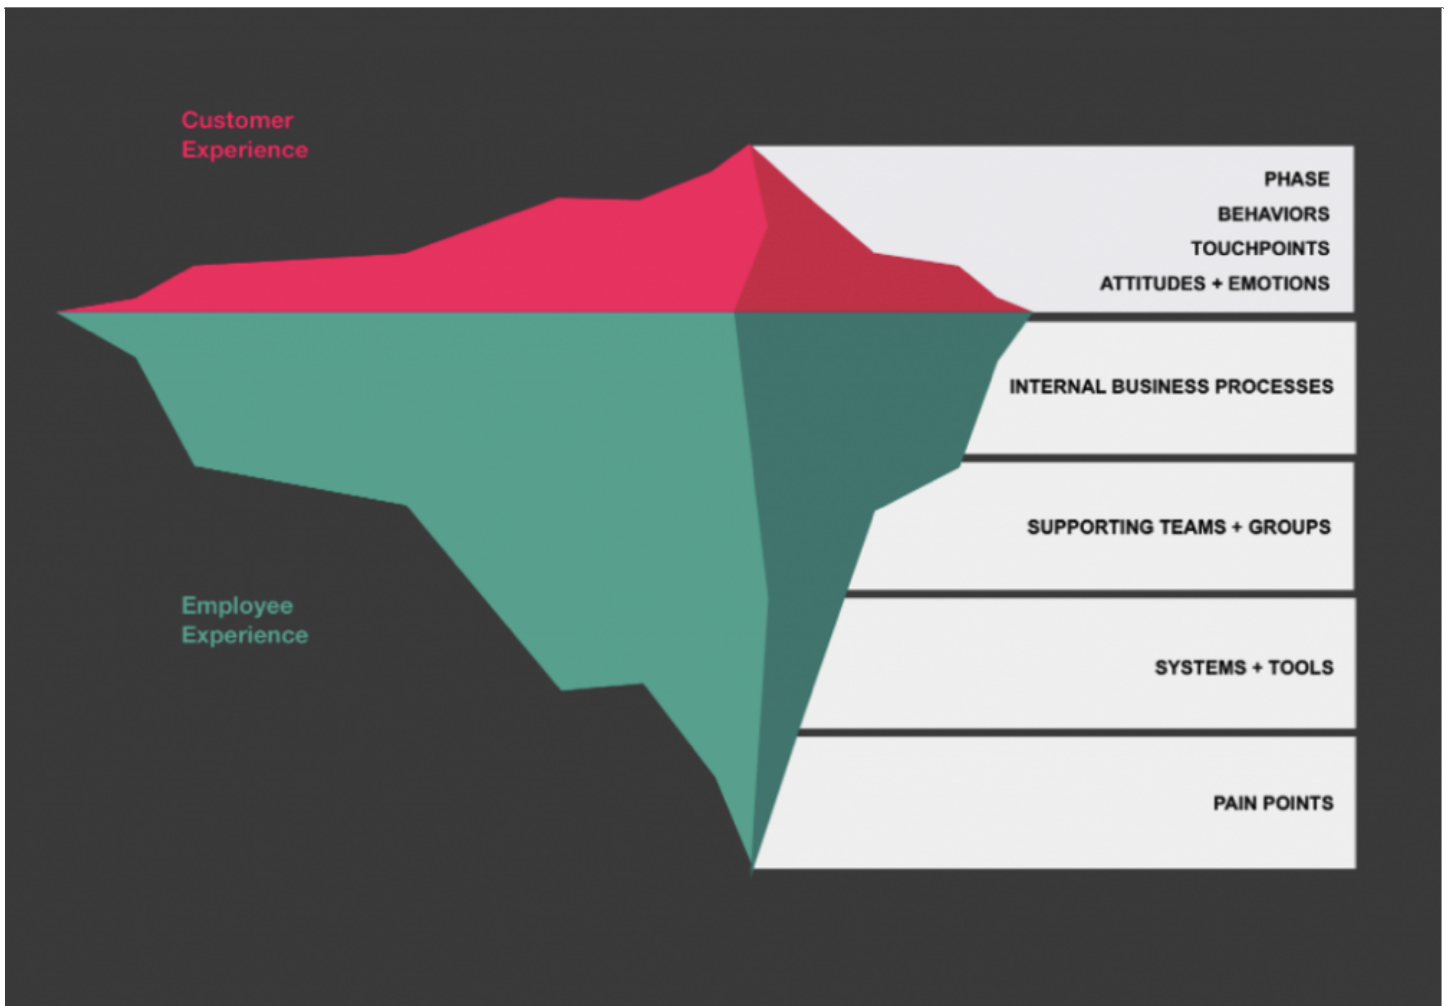 Customer
Experience
PHASE
BEHAVIORS
TOUCHPOINTS
ATTITUDES + EMOTIONS
INTERNAL BUSINESS PROCESSES
SUPPORTING TEAMS + GROUPS
Employee
Experience
SYSTEMS + TOOLS
PAIN POINTS